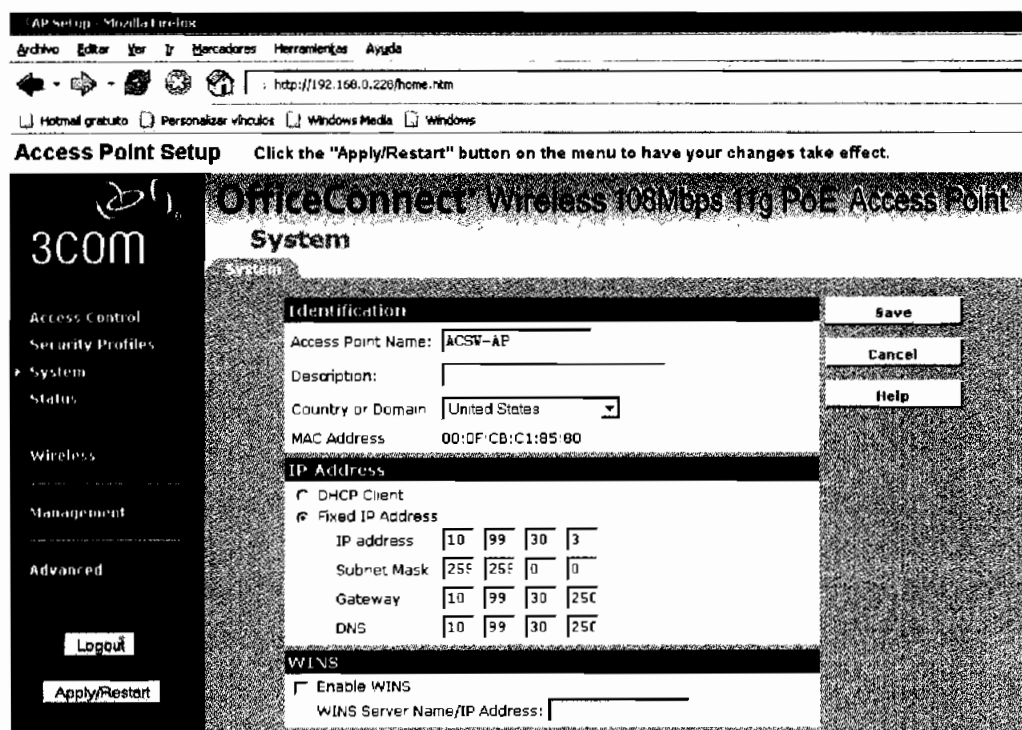 AP Setup - Mozilla Firefox
Archivo Editar Ver Ir Marcadores Herramientas Ayuda
http://192.168.0.228/home.htm
Hotmail gratuito Personalizar vínculos Windows Media Windows
Access Point Setup Click the "Apply/Restart" button on the menu to have your changes take effect.
3COM
OfficeConnect Wireless 108Mbps 11g PoE Access Point
System
System
Access Control
Security Profiles
System
Status
Wireless
Management
Advanced
Logout
Apply/Restart
Identification
Access Point Name: ACSW-AP
Description:
Country or Domain United States
MAC Address 00:0F:CB:C1:85:80
IP Address
DHCP Client
Fixed IP Address
IP address 10 99 30 3
Subnet Mask 255 255 0 0
Gateway 10 99 30 250
DNS 10 99 30 250
WINS
Enable WINS
WINS Server Name/IP Address:
Save
Cancel
Help